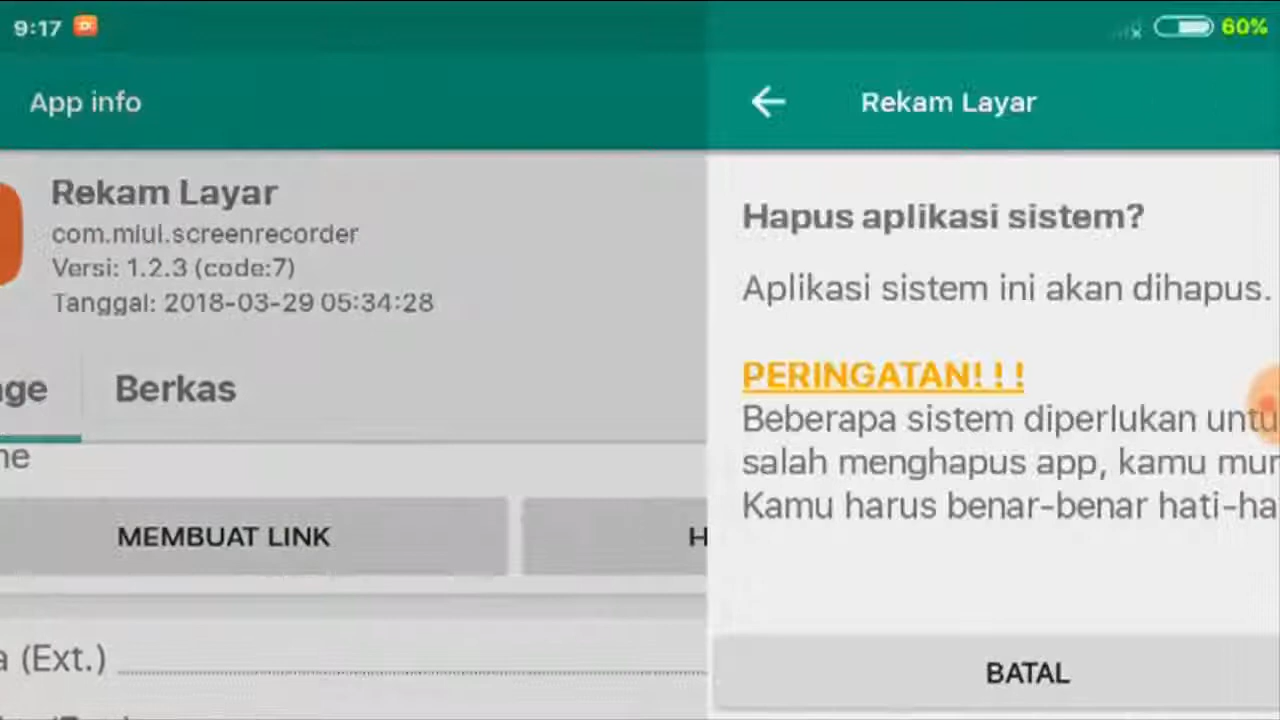 9:17
60%
App info
Rekam Layar
com.miui.screenrecorder
Versi: 1.2.3 (code:7)
Tanggal: 2018-03-29 05:34:28
Berkas
MEMBUAT LINK
(Ext.)
Rekam Layar
Hapus aplikasi sistem?
Aplikasi sistem ini akan dihapus.
PERINGATAN!!!
Beberapa sistem diperlukan
salah menghapus app, kamu
Kamu harus benar-benar
BATAL